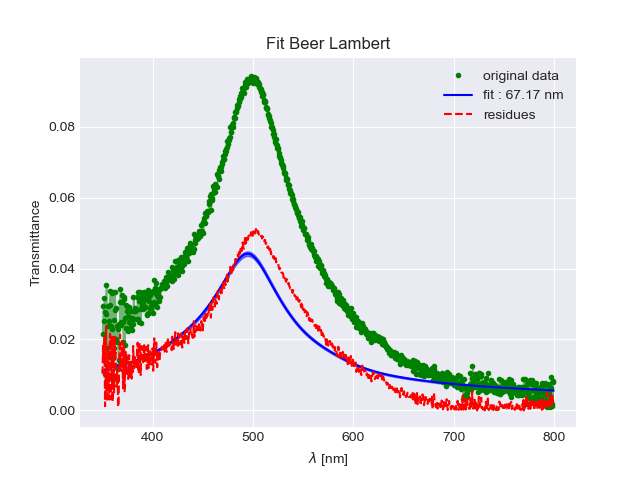 Fit Beer Lambert
original data
fit : 67.17 nm
residues
Transmittance
0.08
0.06
0.04
0.02
0.00
400
500
600
700
800
λ [nm]